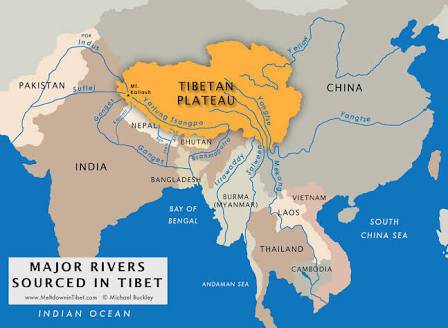 POK
Indus
PAKISTAN
Sutlej
Mt.
Kailash
TIBETAN
PLATEAU
Yarlung Tsangpo
Yangtse
Yellow
CHINA
Yangtse
Ganges
NEPAL
BHUTAN
Brahmaputra
Ganges
INDIA
BANGLADESH
Irrawaddy
Salween
Mekong
BURMA
(MYANMAR)
VIETNAM
LAOS
BAY OF
BENGAL
SOUTH
CHINA SEA
THAILAND
CAMBODIA
ANDAMAN SEA
MAJOR RIVERS
SOURCED IN TIBET
www.MeltdowninTibet.com © Michael Buckley
INDIAN OCEAN